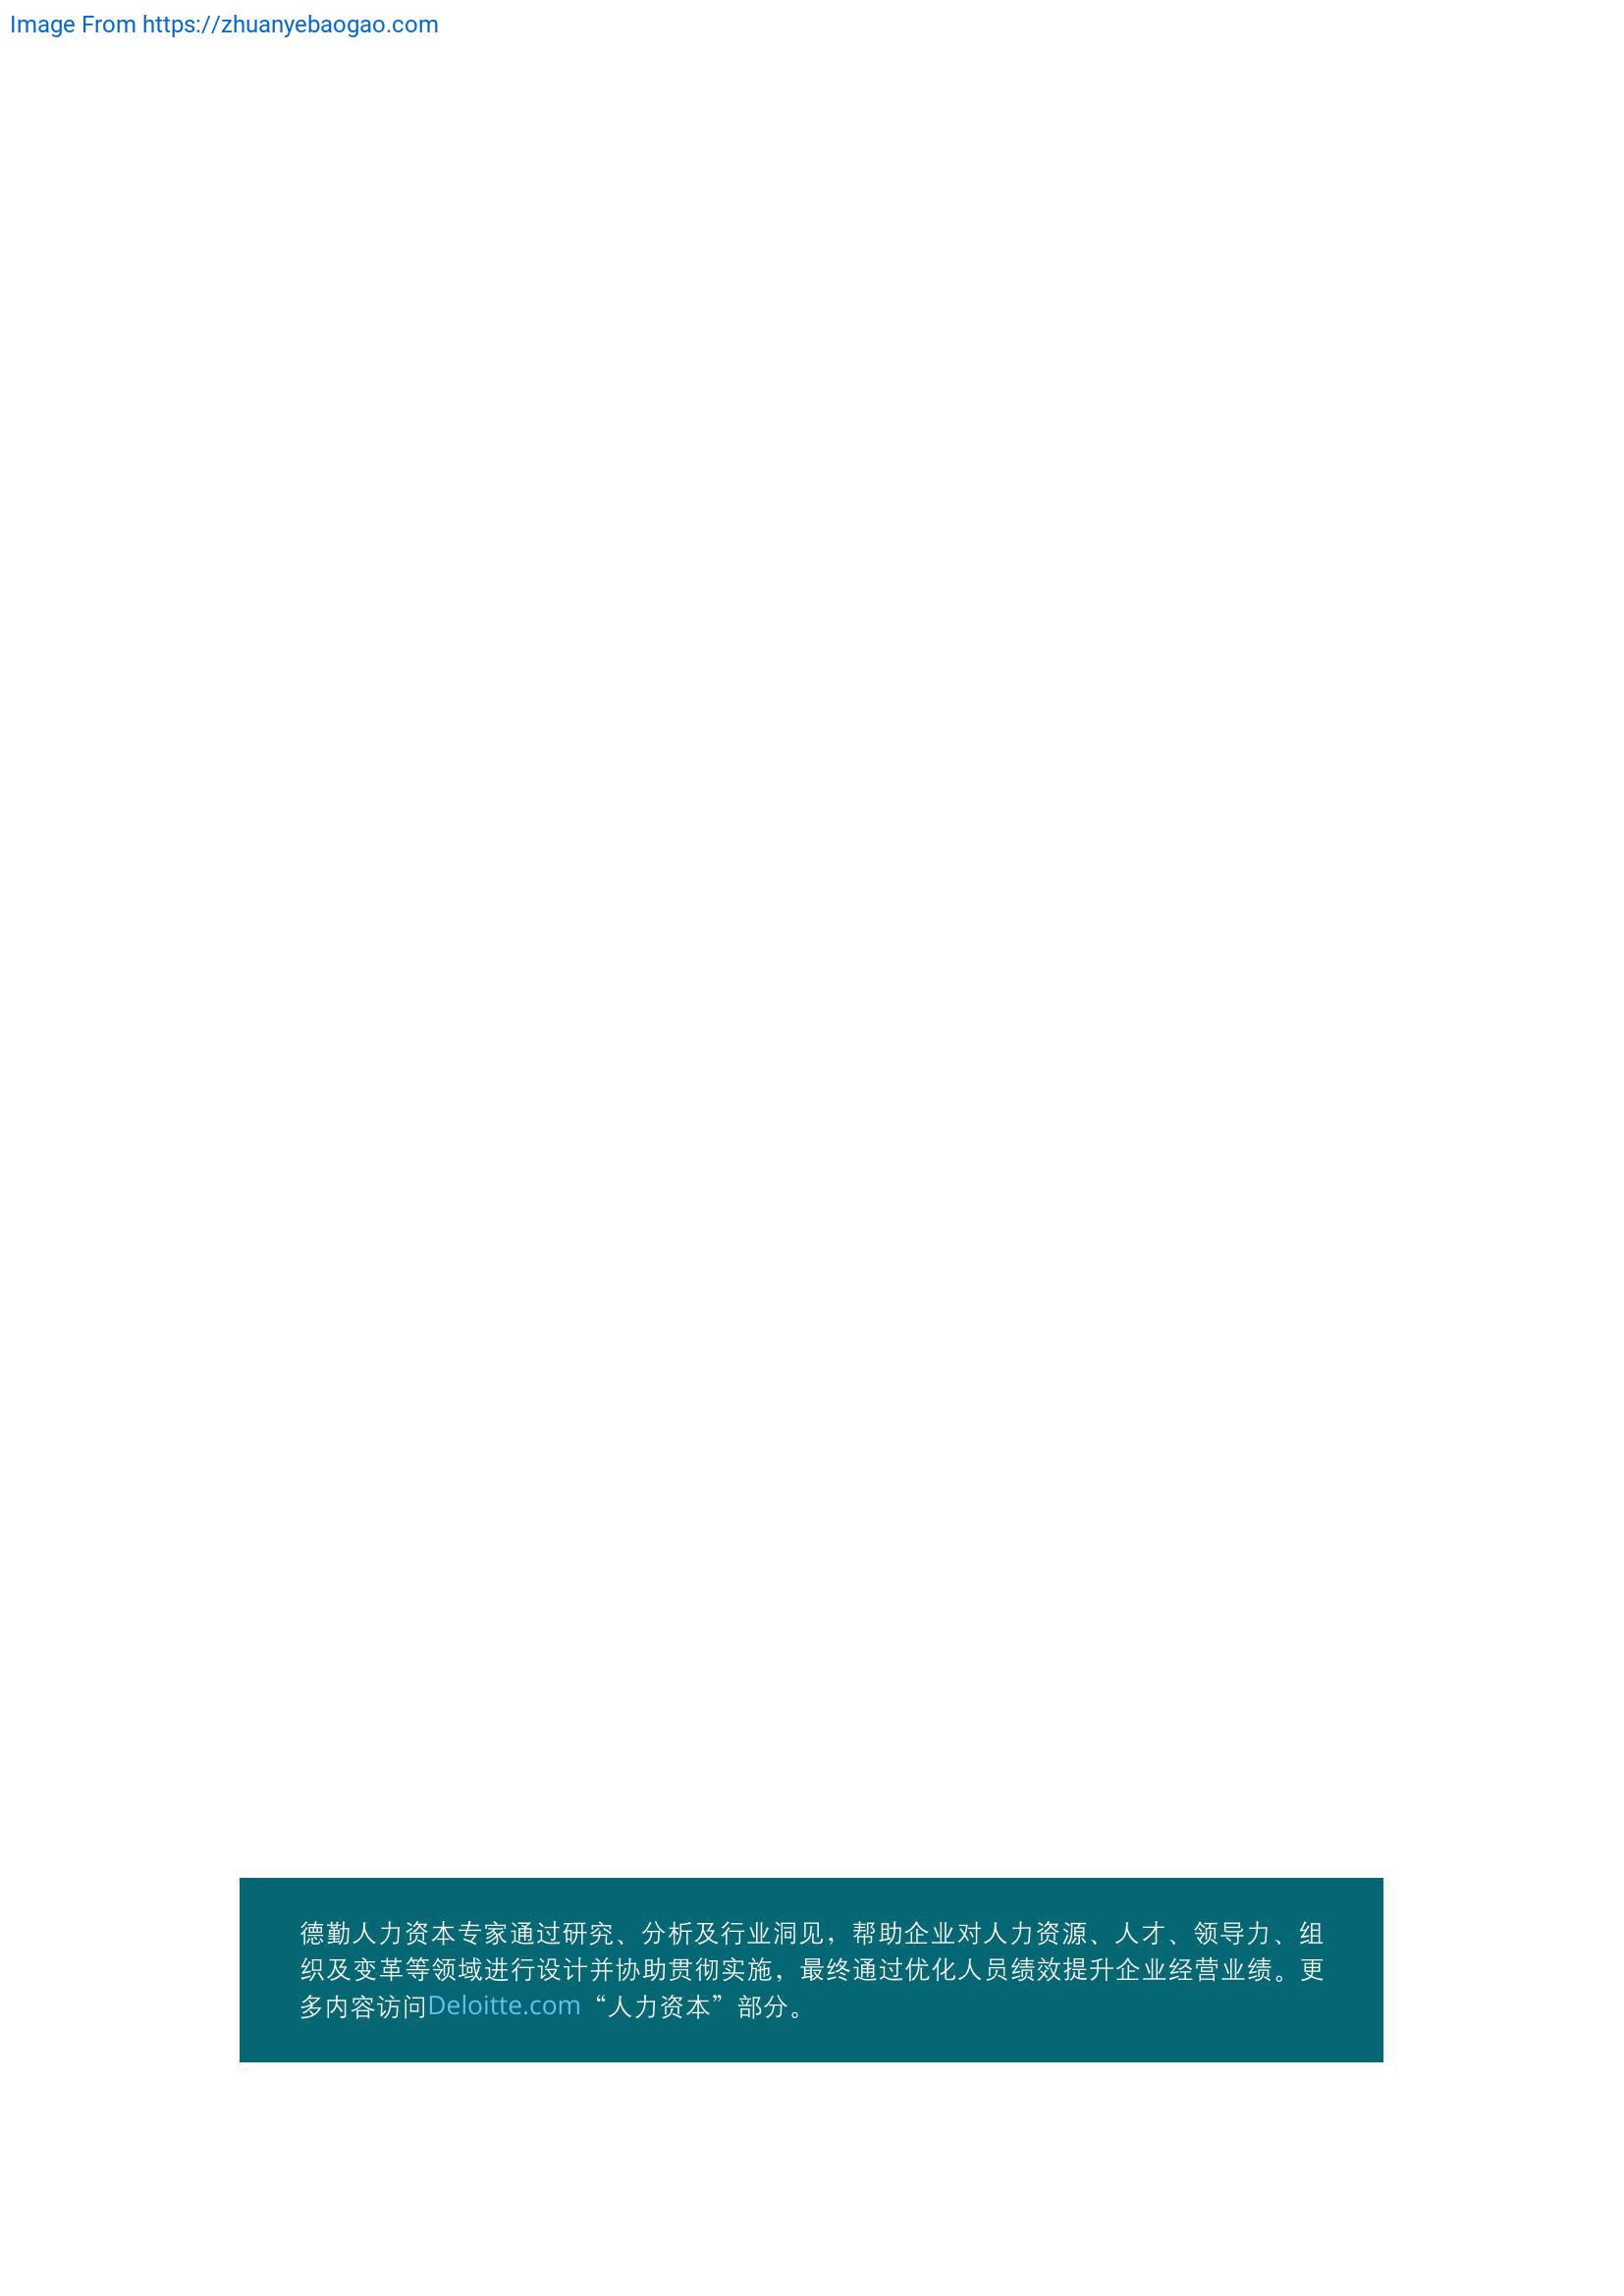 Image From https://zhuanyebaogao.com
德勤人力资本专家通过研究、分析及行业洞见，帮助企业对人力资源、人才、领导力、组
织及变革等领域进行设计并协助贯彻实施，最终通过优化人员绩效提升企业经营业绩。更
多内容访问Deloitte.com“人力资本”部分。